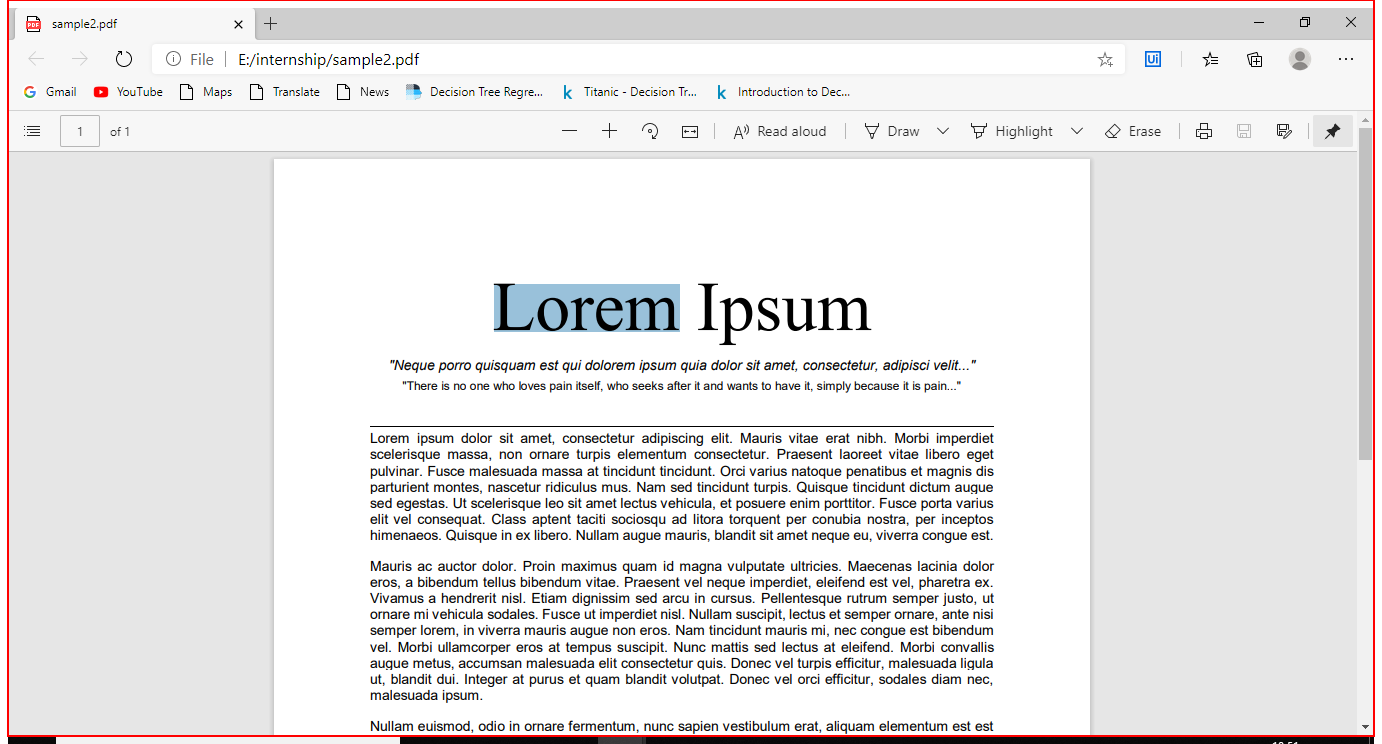 sample2.pdf
File
E:/internship/sample2.pdf
Gmail
YouTube
Maps
Translate
News
Decision Tree Regre...
Titanic - Decision Tr...
Introduction to Dec...
1
of 1
Read aloud
Draw
Highlight
Erase
Lorem Ipsum
"Neque porro quisquam est qui dolorem ipsum quia dolor sit amet, consectetur, adipisci velit..."
"There is no one who loves pain itself, who seeks after it and wants to have it, simply because it is pain..."
Lorem ipsum dolor sit amet, consectetur adipiscing elit. Mauris vitae erat nibh. Morbi imperdiet
scelerisque massa, non ornare turpis elementum consectetur. Praesent laoreet vitae libero eget
pulvinar. Fusce malesuada massa at tincidunt tincidunt. Orci varius natoque penatibus et magnis dis
parturient montes, nascetur ridiculus mus. Nam sed tincidunt turpis. Quisque tincidunt dictum augue
sed egestas. Ut scelerisque leo sit amet lectus vehicula, et posuere enim porttitor. Fusce porta varius
elit vel consequat. Class aptent taciti sociosqu ad litora torquent per conubia nostra, per inceptos
himenaeos. Quisque in ex libero. Nullam augue mauris, blandit sit amet neque eu, viverra congue est.
Mauris ac auctor dolor. Proin maximus quam id magna vulputate ultricies. Maecenas lacinia dolor
eros, a bibendum tellus bibendum vitae. Praesent vel neque imperdiet, eleifend est vel, pharetra ex.
Vivamus a hendrerit nisl. Etiam dignissim sed arcu in cursus. Pellentesque rutrum semper justo, ut
ornare mi vehicula sodales. Fusce ut imperdiet nisl. Nullam suscipit, lectus et semper ornare, ante nisi
semper lorem, in viverra mauris augue non eros. Nam tincidunt mauris mi, nec congue est bibendum
vel. Morbi ullamcorper eros at tempus suscipit. Nunc mattis sed lectus at eleifend. Morbi convallis
augue metus, accumsan malesuada elit consectetur quis. Donec vel turpis efficitur, malesuada ligula
ut, blandit dui. Integer at purus et quam blandit volutpat. Donec vel orci efficitur, sodales diam nec,
malesuada ipsum.
Nullam euismod, odio in ornare fermentum, nunc sapien vestibulum erat, aliquam elementum est est